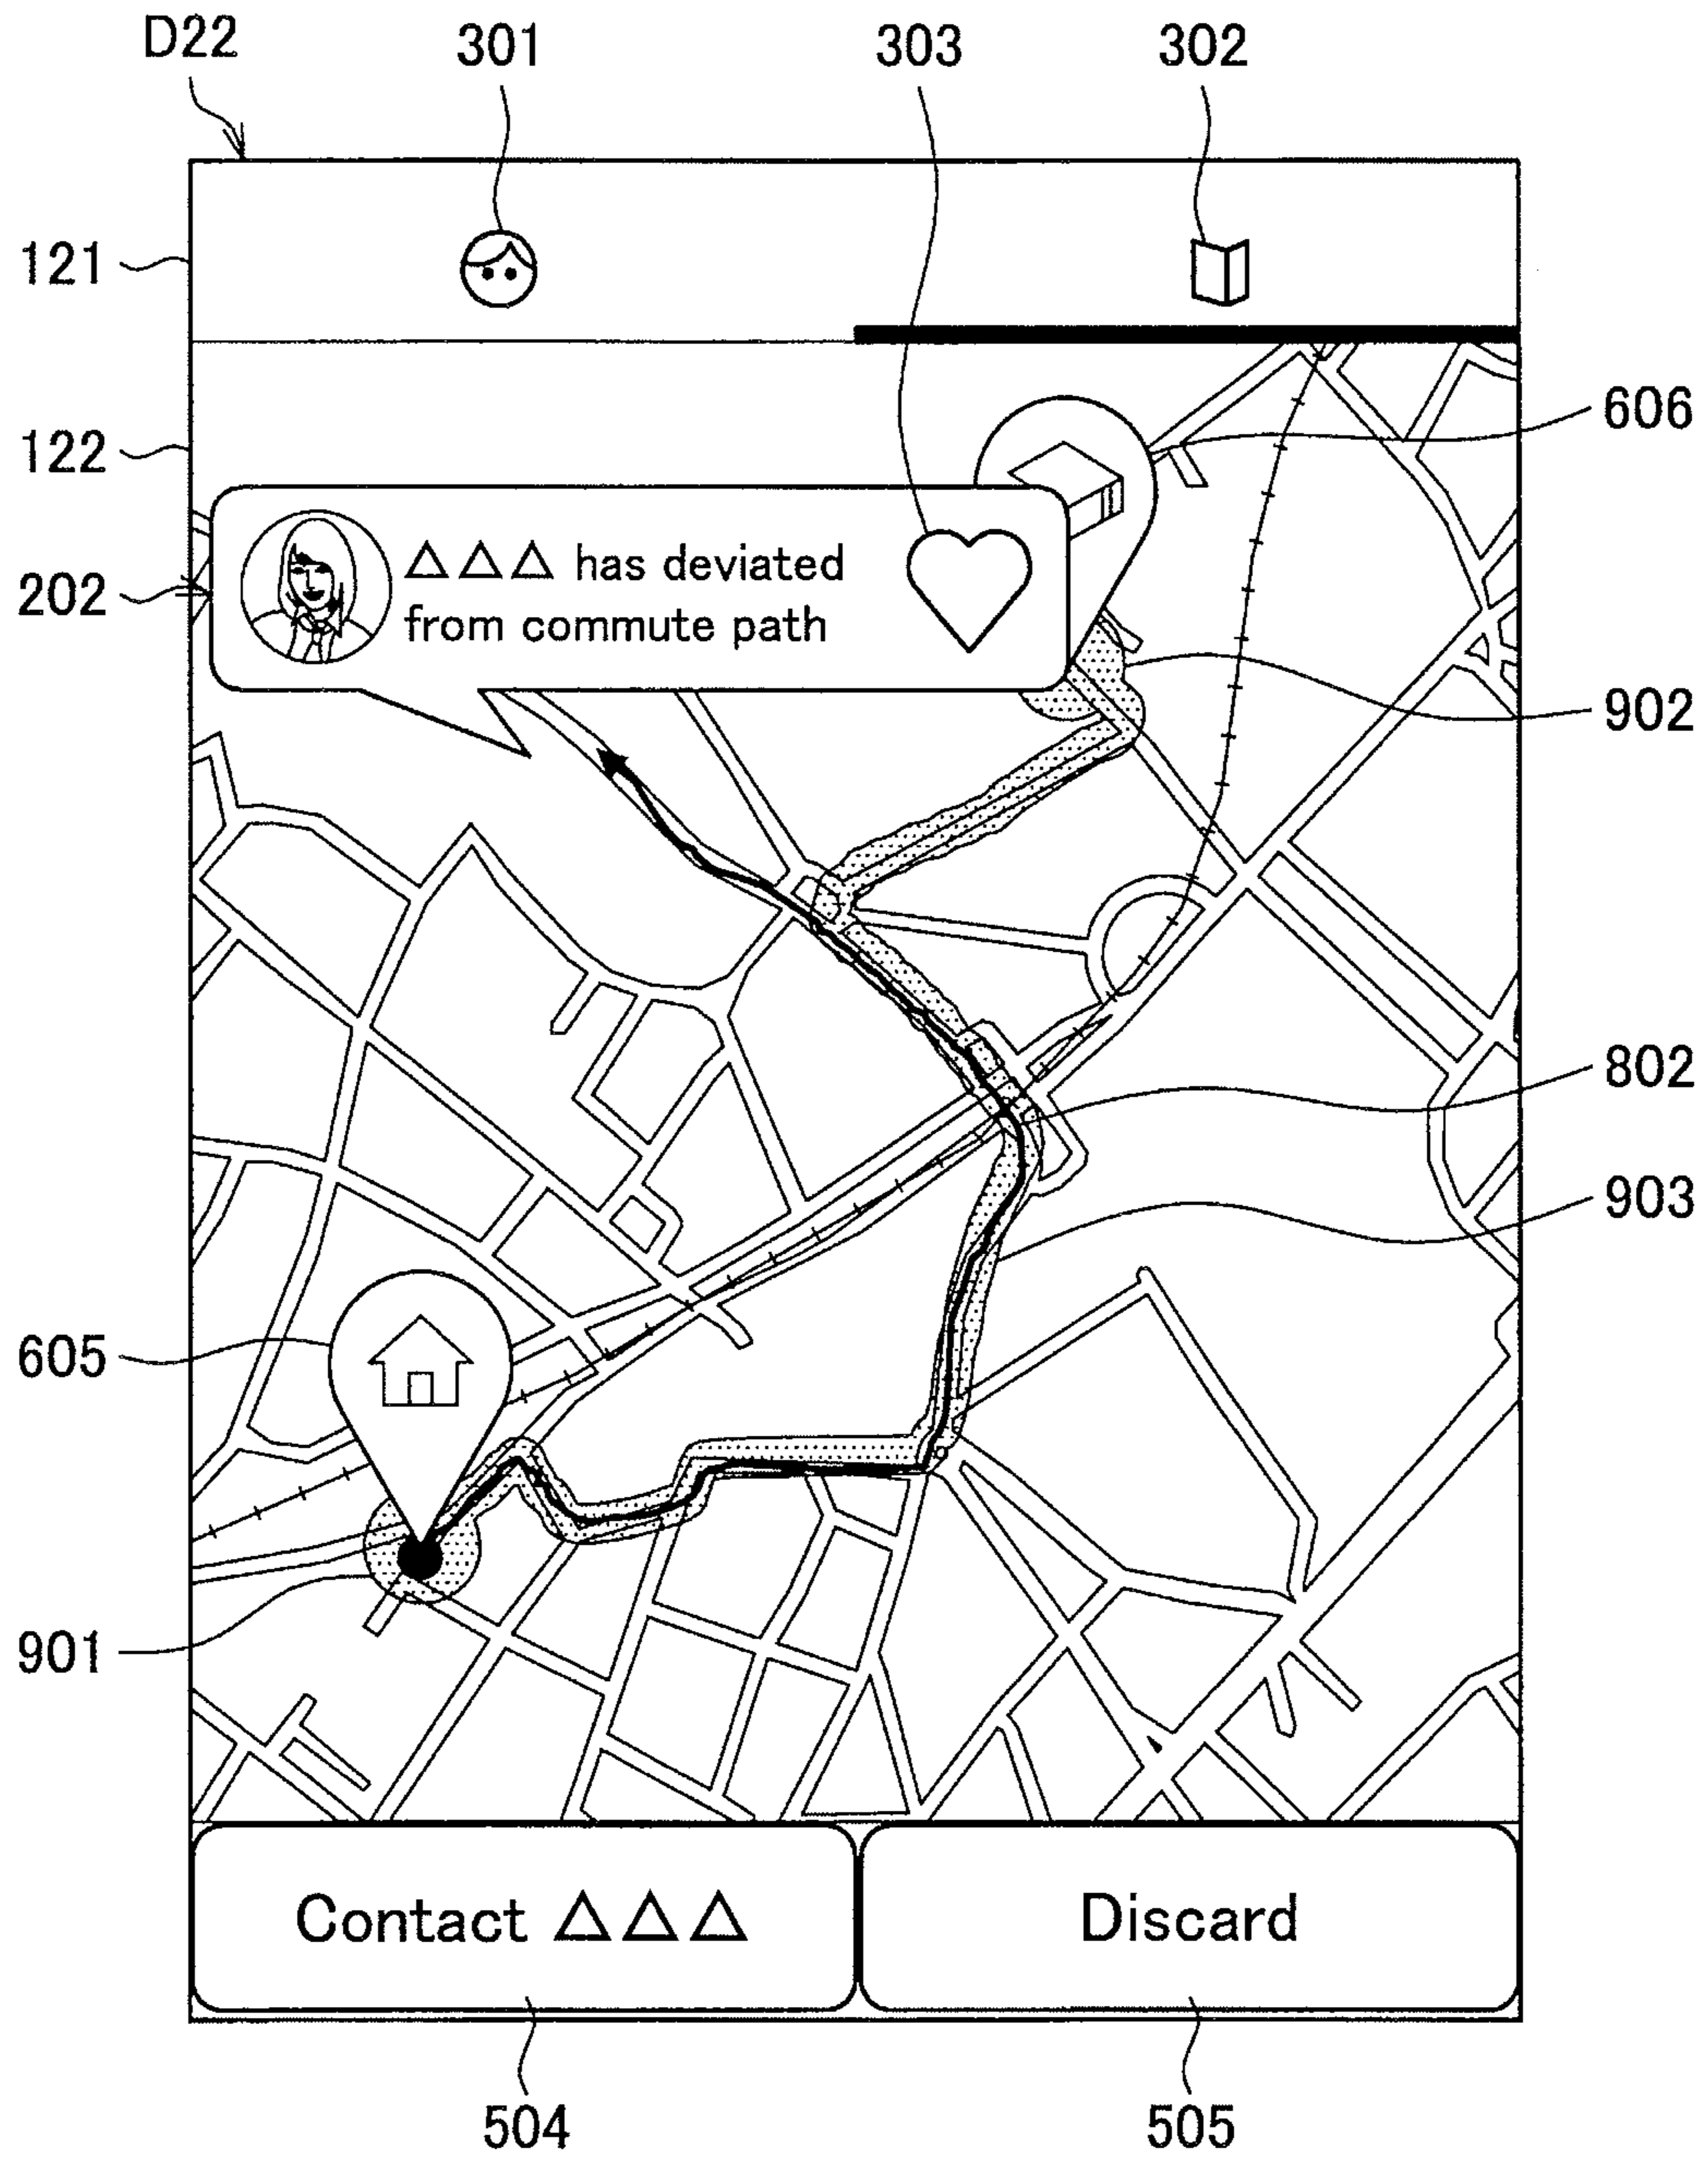 D22
301
303
302
121
122
606
△△△ has deviated
from commute path
202
902
802
903
605
901
Contact △△△
Discard
504
505